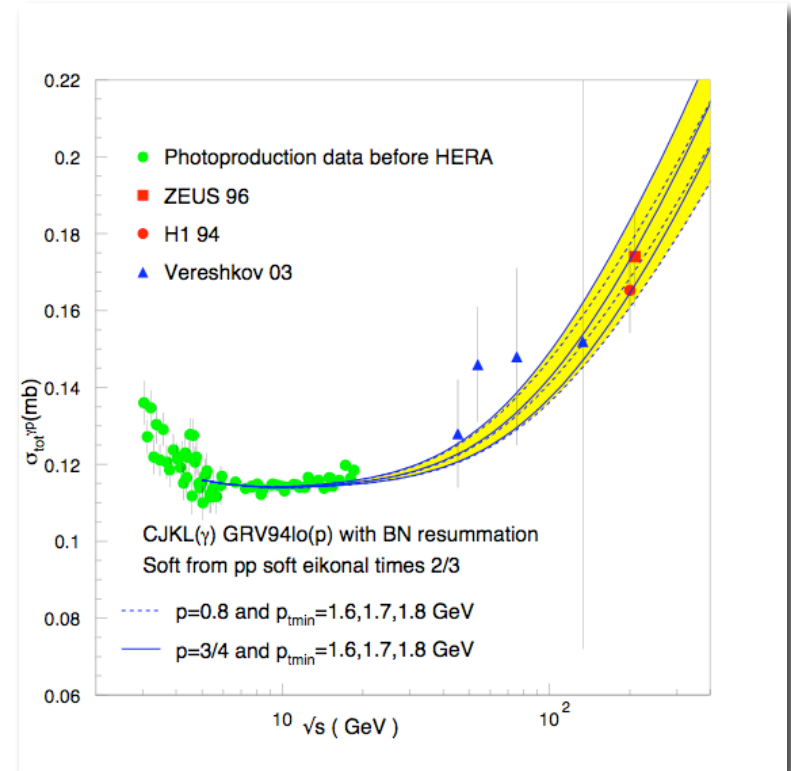 0.22
0.2
0.18
0.16
0.14
0.12
0.1
0.08
0.06
σtotγp(mb)
Photoproduction data before HERA
ZEUS 96
H1 94
Vereshkov 03
CJKL(γ) GRV94lo(p) with BN resummation
Soft from pp soft eikonal times 2/3
p=0.8 and ptmin=1.6,1.7,1.8 GeV
p=3/4 and ptmin=1.6,1.7,1.8 GeV
10
10²
√s ( GeV )